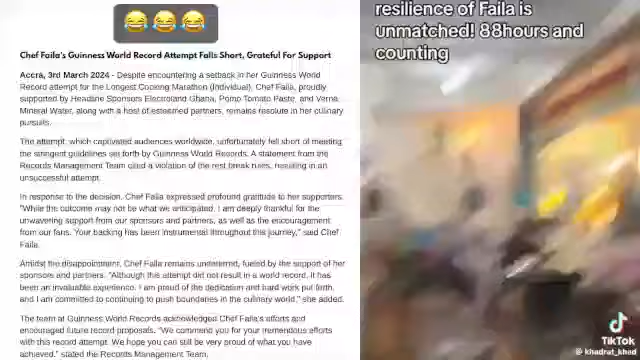 Chef Faila's Guinness World Record Attempt Falls Short, Grateful For Support
Accra, 3rd March 2024 - Despite encountering a setback in her Guinness World
Record attempt for the Longest Cooking Marathon (Individual), Chef Faila, proudly
supported by Headline Sponsors Electroland Ghana, Pomo Tomato Paste, and Verna
Mineral Water, along with a host of esteemed partners, remains resolute in her culinary
pursuits.
The attempt, which captivated audiences worldwide, unfortunately fell short of meeting
the stringent guidelines set forth by Guinness World Records. A statement from the
Records Management Team cited a violation of the rest break rules, resulting in an
unsuccessful attempt.
In response to the decision, Chef Faila expressed profound gratitude to her supporters.
"While the outcome may not be what we anticipated, I am deeply thankful for the
unwavering support from our sponsors and partners, as well as the encouragement
from our fans. Your backing has been instrumental throughout this journey," said Chef
Faila.
Amidst the disappointment, Chef Faila remains undeterred, fueled by the support of her
sponsors and partners. "Although this attempt did not result in a world record, it has
been an invaluable experience. I am proud of the dedication and hard work put forth,
and I am committed to continuing to push boundaries in the culinary world," she added.
The team at Guinness World Records acknowledged Chef Faila's efforts and
encouraged future record proposals. "We commend you for your tremendous efforts
with this record attempt. We hope you can still be very proud of what you have
achieved," stated the Records Management Team.
resilience of Faila is
unmatched! 88hours and
counting
TikTok
@khadrat_khad